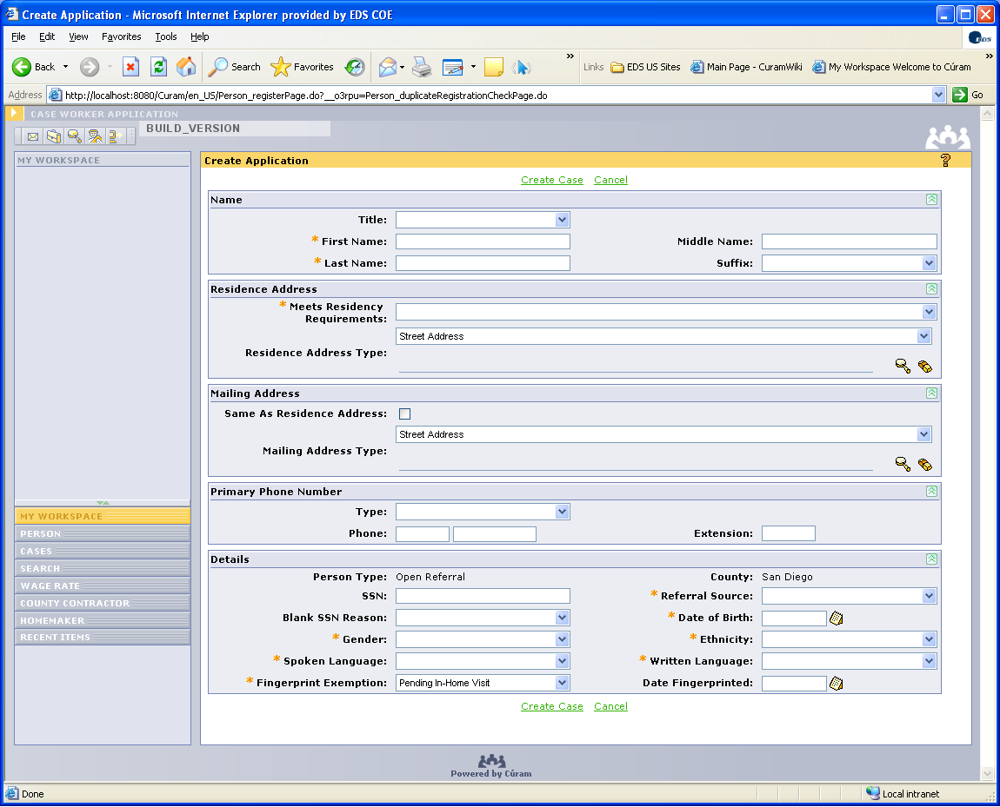 Create Application - Microsoft Internet Explorer provided by EDS COE
File Edit View Favorites Tools Help
EDS
Back Search Favorites » Links EDS US Sites Main Page - CuramWiki My Workspace Welcome to Cúram »
Address http://localhost:8080/Curam/en_US/Person_registerPage.do?__o3rpu=Person_duplicateRegistrationCheckPage.do Go
CASE WORKER APPLICATION
BUILD_VERSION
MY WORKSPACE
Create Application ?
Create Case Cancel
Name
Title:
* First Name: Middle Name:
* Last Name: Suffix:
Residence Address
* Meets Residency
Requirements:
Street Address
Residence Address Type:
Mailing Address
Same As Residence Address:
Street Address
Mailing Address Type:
Primary Phone Number
Type:
Phone: Extension:
Details
Person Type: Open Referral County: San Diego
SSN: * Referral Source:
Blank SSN Reason: * Date of Birth:
* Gender: * Ethnicity:
* Spoken Language: * Written Language:
* Fingerprint Exemption: Pending In-Home Visit Date Fingerprinted:
Create Case Cancel
MY WORKSPACE
PERSON
CASES
SEARCH
WAGE RATE
COUNTY CONTRACTOR
HOMEMAKER
RECENT ITEMS
Powered by Cúram
Done Local intranet